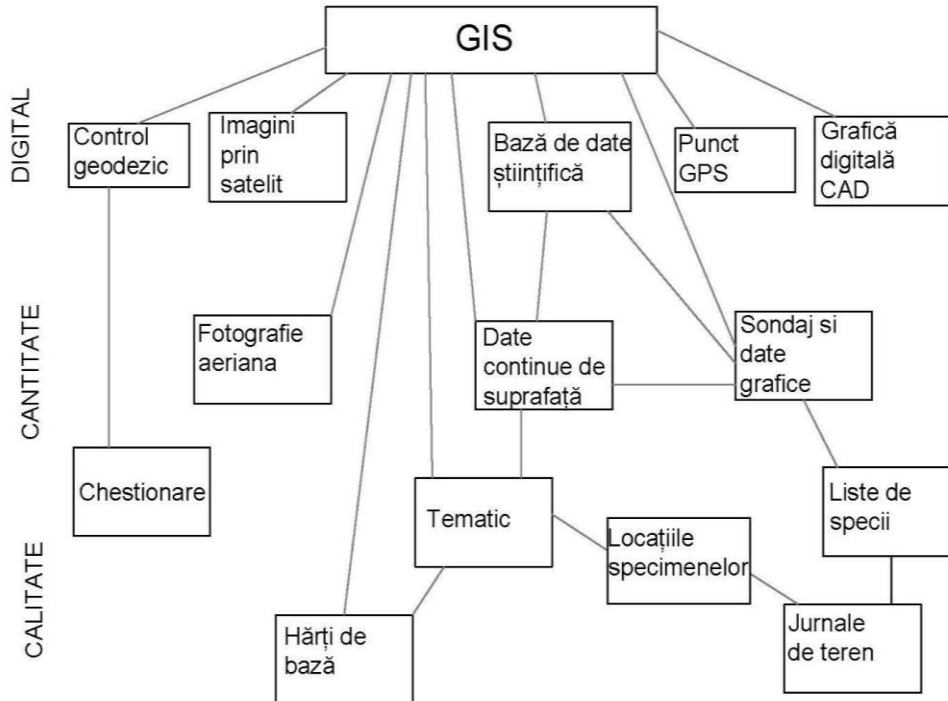 GIS
DIGITAL
Control
geodezic
Imagini
prin
satelit
Bază de date
științifică
Punct
GPS
Grafică
digitală
CAD
CANTITATE
Fotografie
aeriana
Date
continue de
suprafață
Sondaj si
date
grafice
CALITATE
Chestionare
Tematic
Locațiile
specimenelor
Liste de
specii
Hărți de
bază
Jurnale
de teren